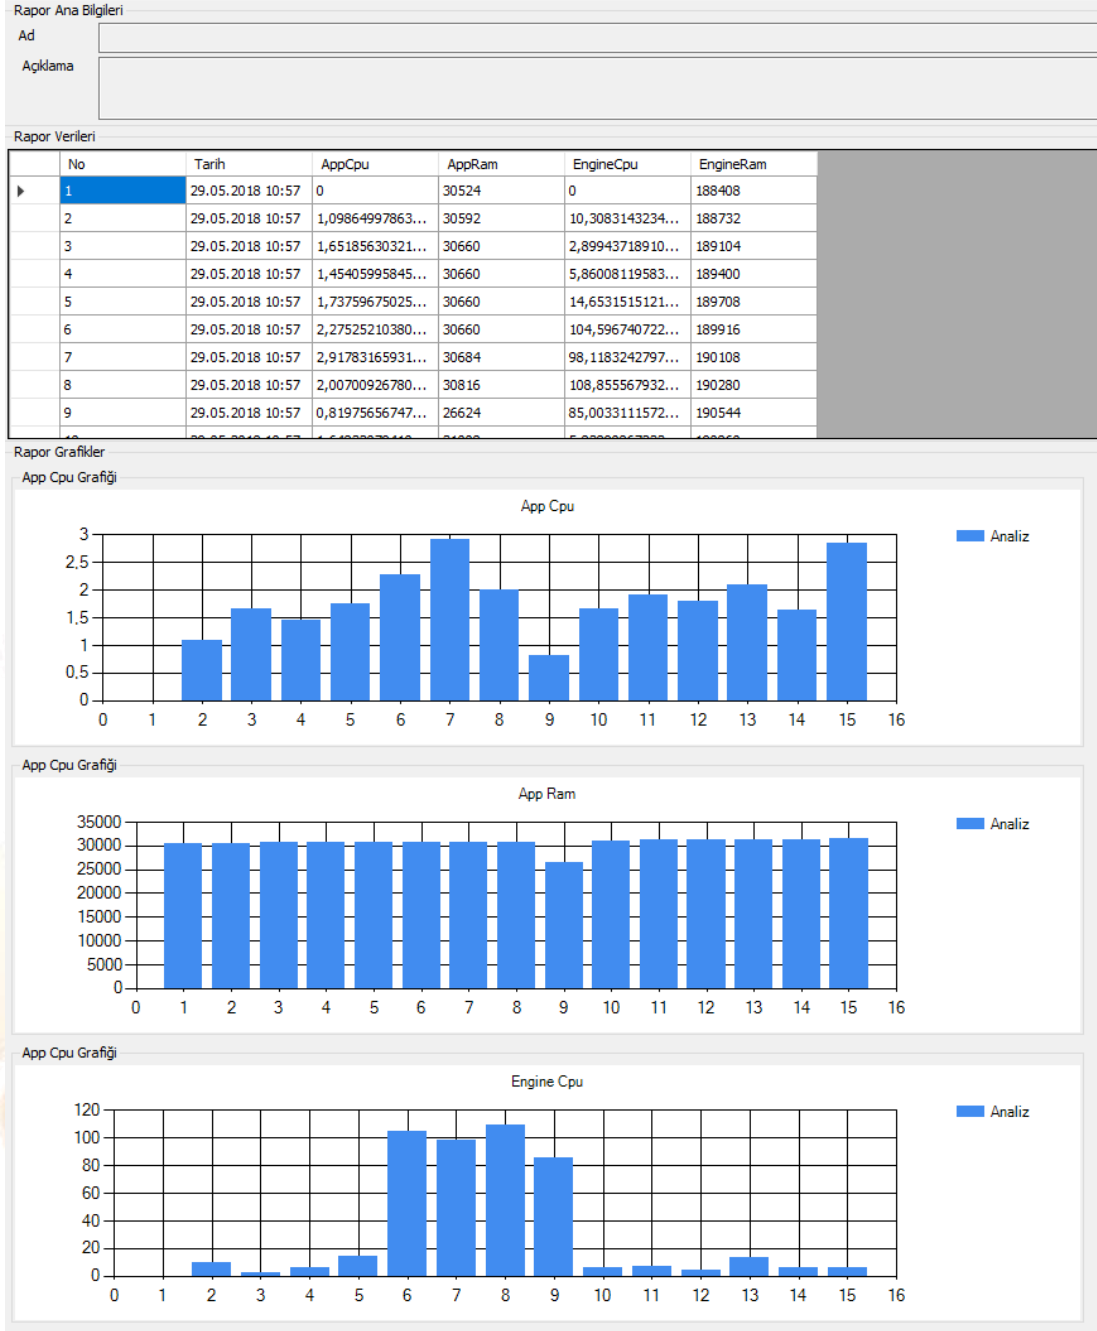 Rapor Ana Bilgileri
Ad
Açıklama
Rapor Verileri
No Tarih AppCpu AppRam EngineCpu EngineRam
1 29.05.2018 10:57 0 30524 0 188408
2 29.05.2018 10:57 1,09864997863... 30592 10,3083143234... 188732
3 29.05.2018 10:57 1,65185630321... 30660 2,89943718910... 189104
4 29.05.2018 10:57 1,45405995845... 30660 5,86008119583... 189400
5 29.05.2018 10:57 1,73759675025... 30660 14,6531515121... 189708
6 29.05.2018 10:57 2,27525210380... 30660 104,596740722... 189916
7 29.05.2018 10:57 2,91783165931... 30684 98,1183242797... 190108
8 29.05.2018 10:57 2,00700926780... 30816 108,855567932... 190280
9 29.05.2018 10:57 0,81975656747... 26624 85,0033111572... 190544
Rapor Grafikler
App Cpu Grafiği
App Cpu
Analiz
3
2,5
2
1,5
1
0,5
0
0 1 2 3 4 5 6 7 8 9 10 11 12 13 14 15 16
App Cpu Grafiği
App Ram
Analiz
35000
30000
25000
20000
15000
10000
5000
0
0 1 2 3 4 5 6 7 8 9 10 11 12 13 14 15 16
App Cpu Grafiği
Engine Cpu
Analiz
120
100
80
60
40
20
0
0 1 2 3 4 5 6 7 8 9 10 11 12 13 14 15 16